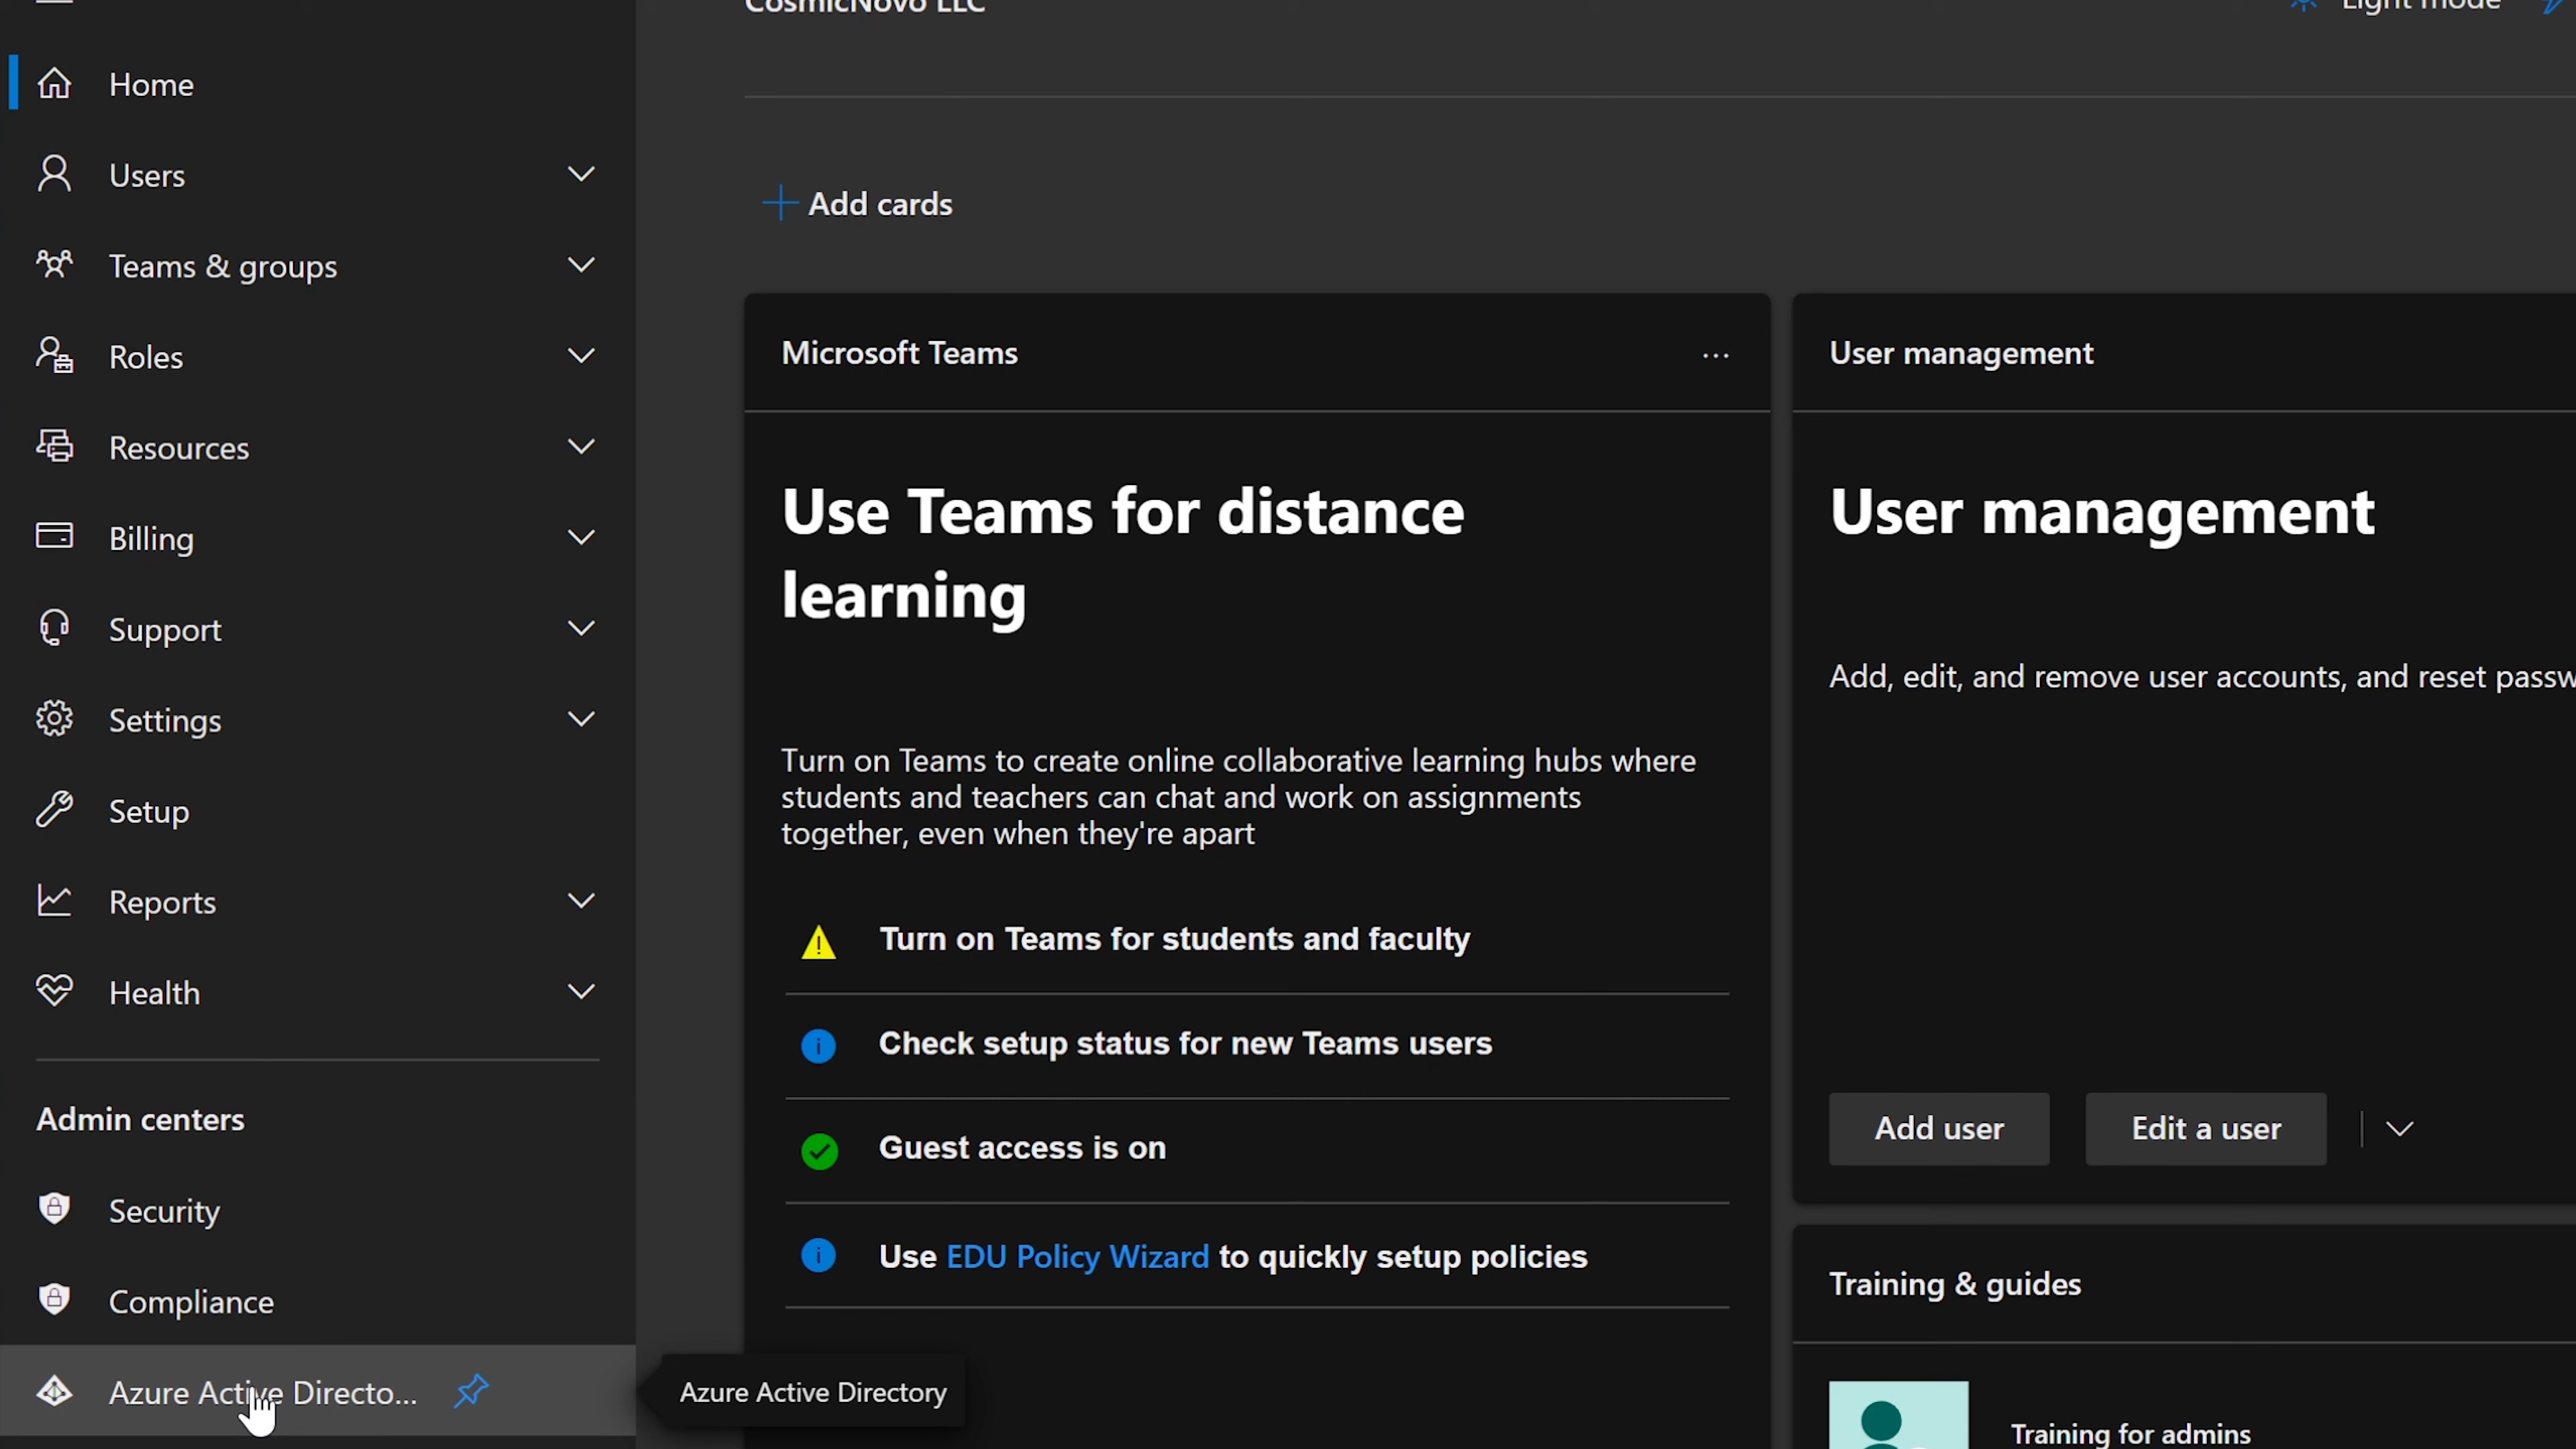 CosmicNovo LLC
Light mode
Home
Users
Teams & groups
Roles
Resources
Billing
Support
Settings
Setup
Reports
Health
Admin centers
Security
Compliance
Azure Active Directo...
Azure Active Directory
Add cards
Microsoft Teams
Use Teams for distance
learning
Turn on Teams to create online collaborative learning hubs where
students and teachers can chat and work on assignments
together, even when they're apart
Turn on Teams for students and faculty
Check setup status for new Teams users
Guest access is on
Use EDU Policy Wizard to quickly setup policies
User management
User management
Add, edit, and remove user accounts, and reset passw
Add user
Edit a user
Training & guides
Training for admins